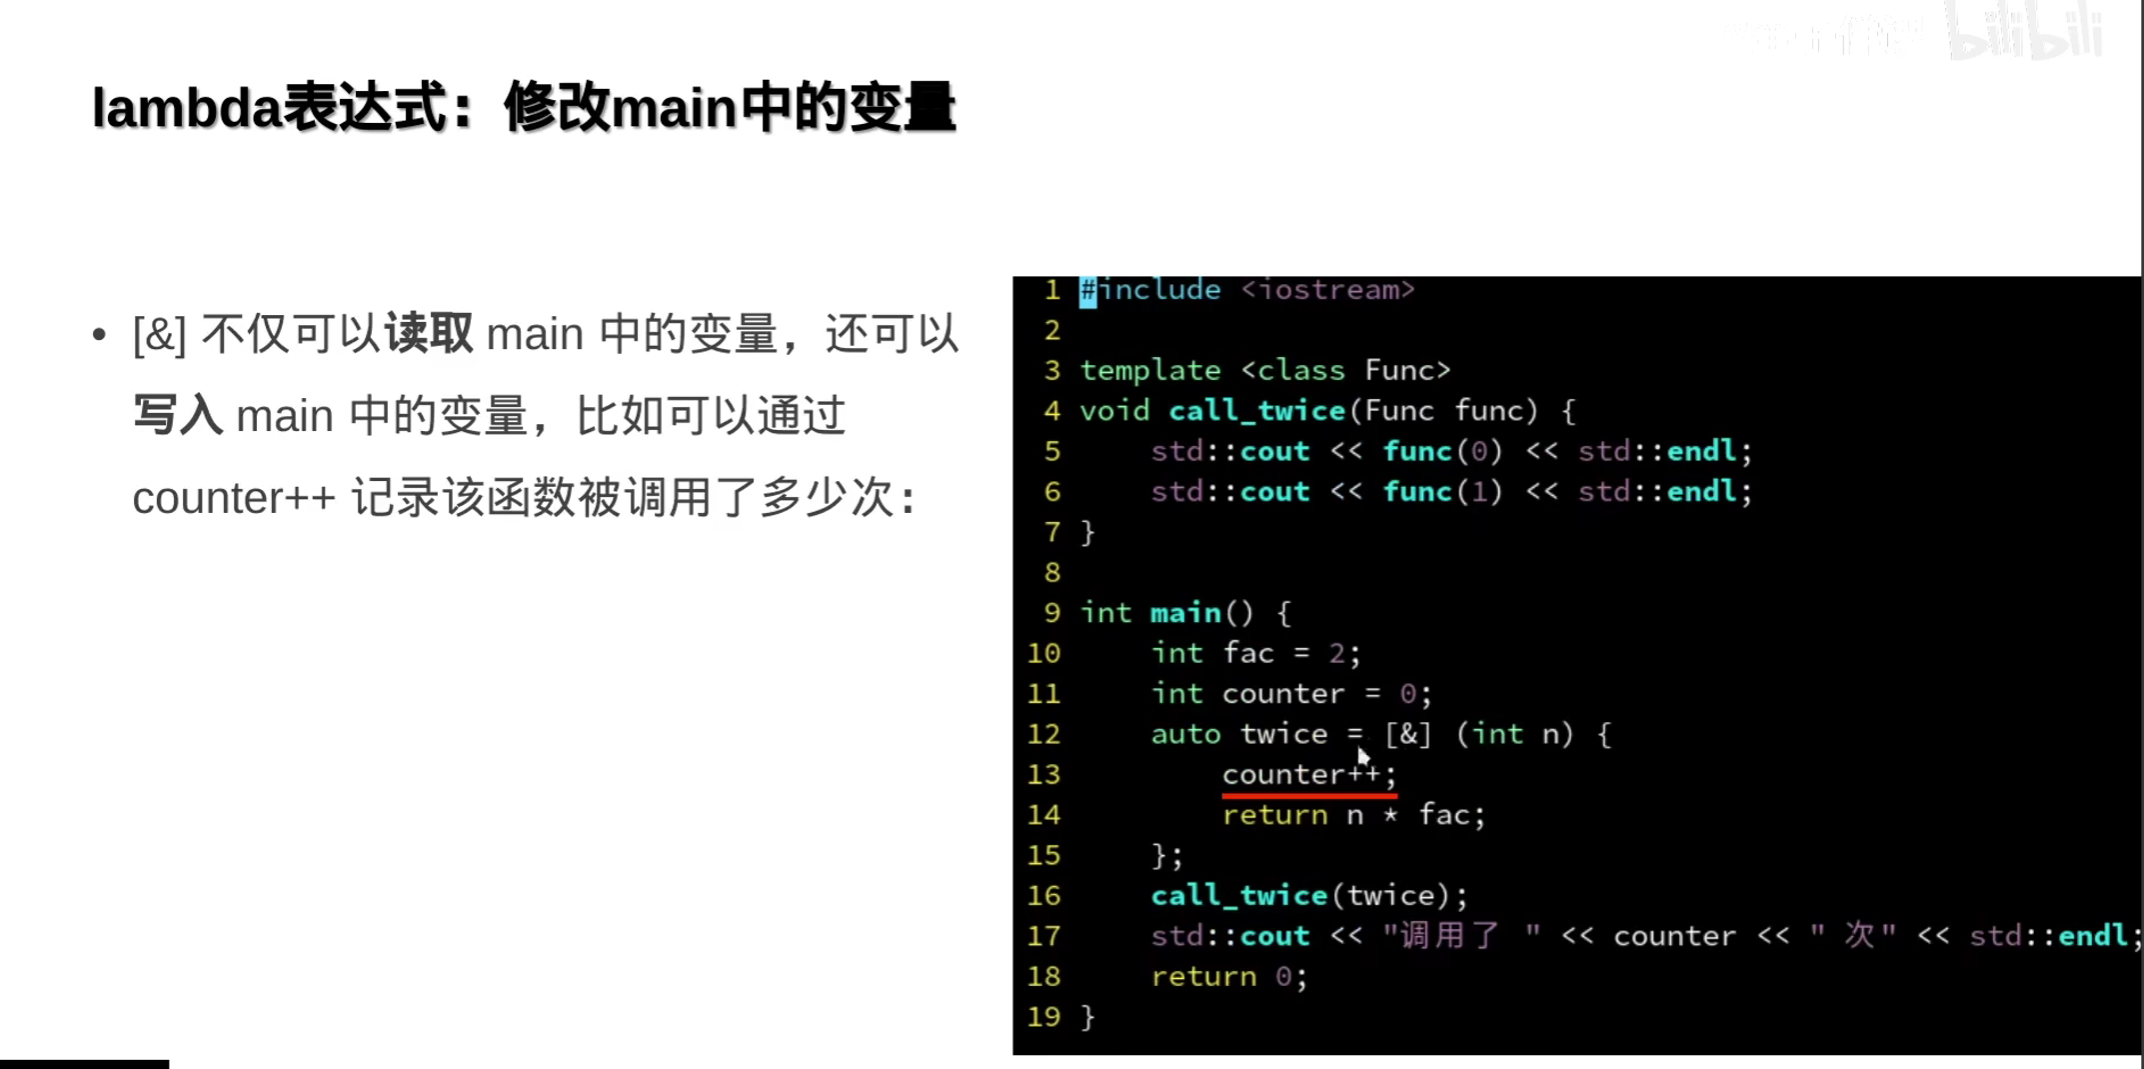 bilibili
lambda表达式：修改main中的变量
• [&] 不仅可以读取 main 中的变量，还可以
写入 main 中的变量，比如可以通过
counter++ 记录该函数被调用了多少次：
1 #include <iostream>
2
3 template <class Func>
4 void call_twice(Func func) {
5     std::cout << func(0) << std::endl;
6     std::cout << func(1) << std::endl;
7 }
8
9 int main() {
10     int fac = 2;
11     int counter = 0;
12     auto twice = [&] (int n) {
13         counter++;
14         return n * fac;
15     };
16     call_twice(twice);
17     std::cout << "调用了 " << counter << " 次" << std::endl;
18     return 0;
19 }